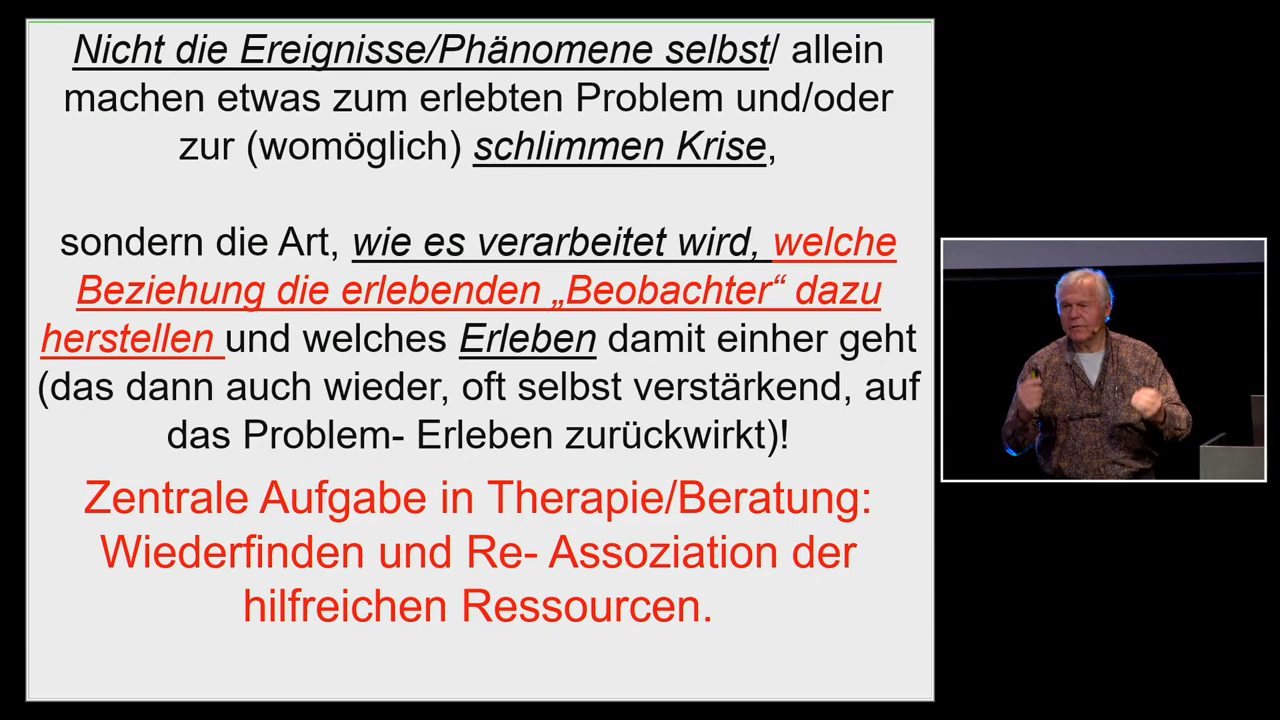 Nicht die Ereignisse/Phänomene selbst/ allein
machen etwas zum erlebten Problem und/oder
zur (womöglich) schlimmen Krise,
sondern die Art, wie es verarbeitet wird, welche
Beziehung die erlebenden „Beobachter“ dazu
herstellen und welches Erleben damit einher geht
(das dann auch wieder, oft selbst verstärkend, auf
das Problem- Erleben zurückwirkt)!
Zentrale Aufgabe in Therapie/Beratung:
Wiederfinden und Re- Assoziation der
hilfreichen Ressourcen.